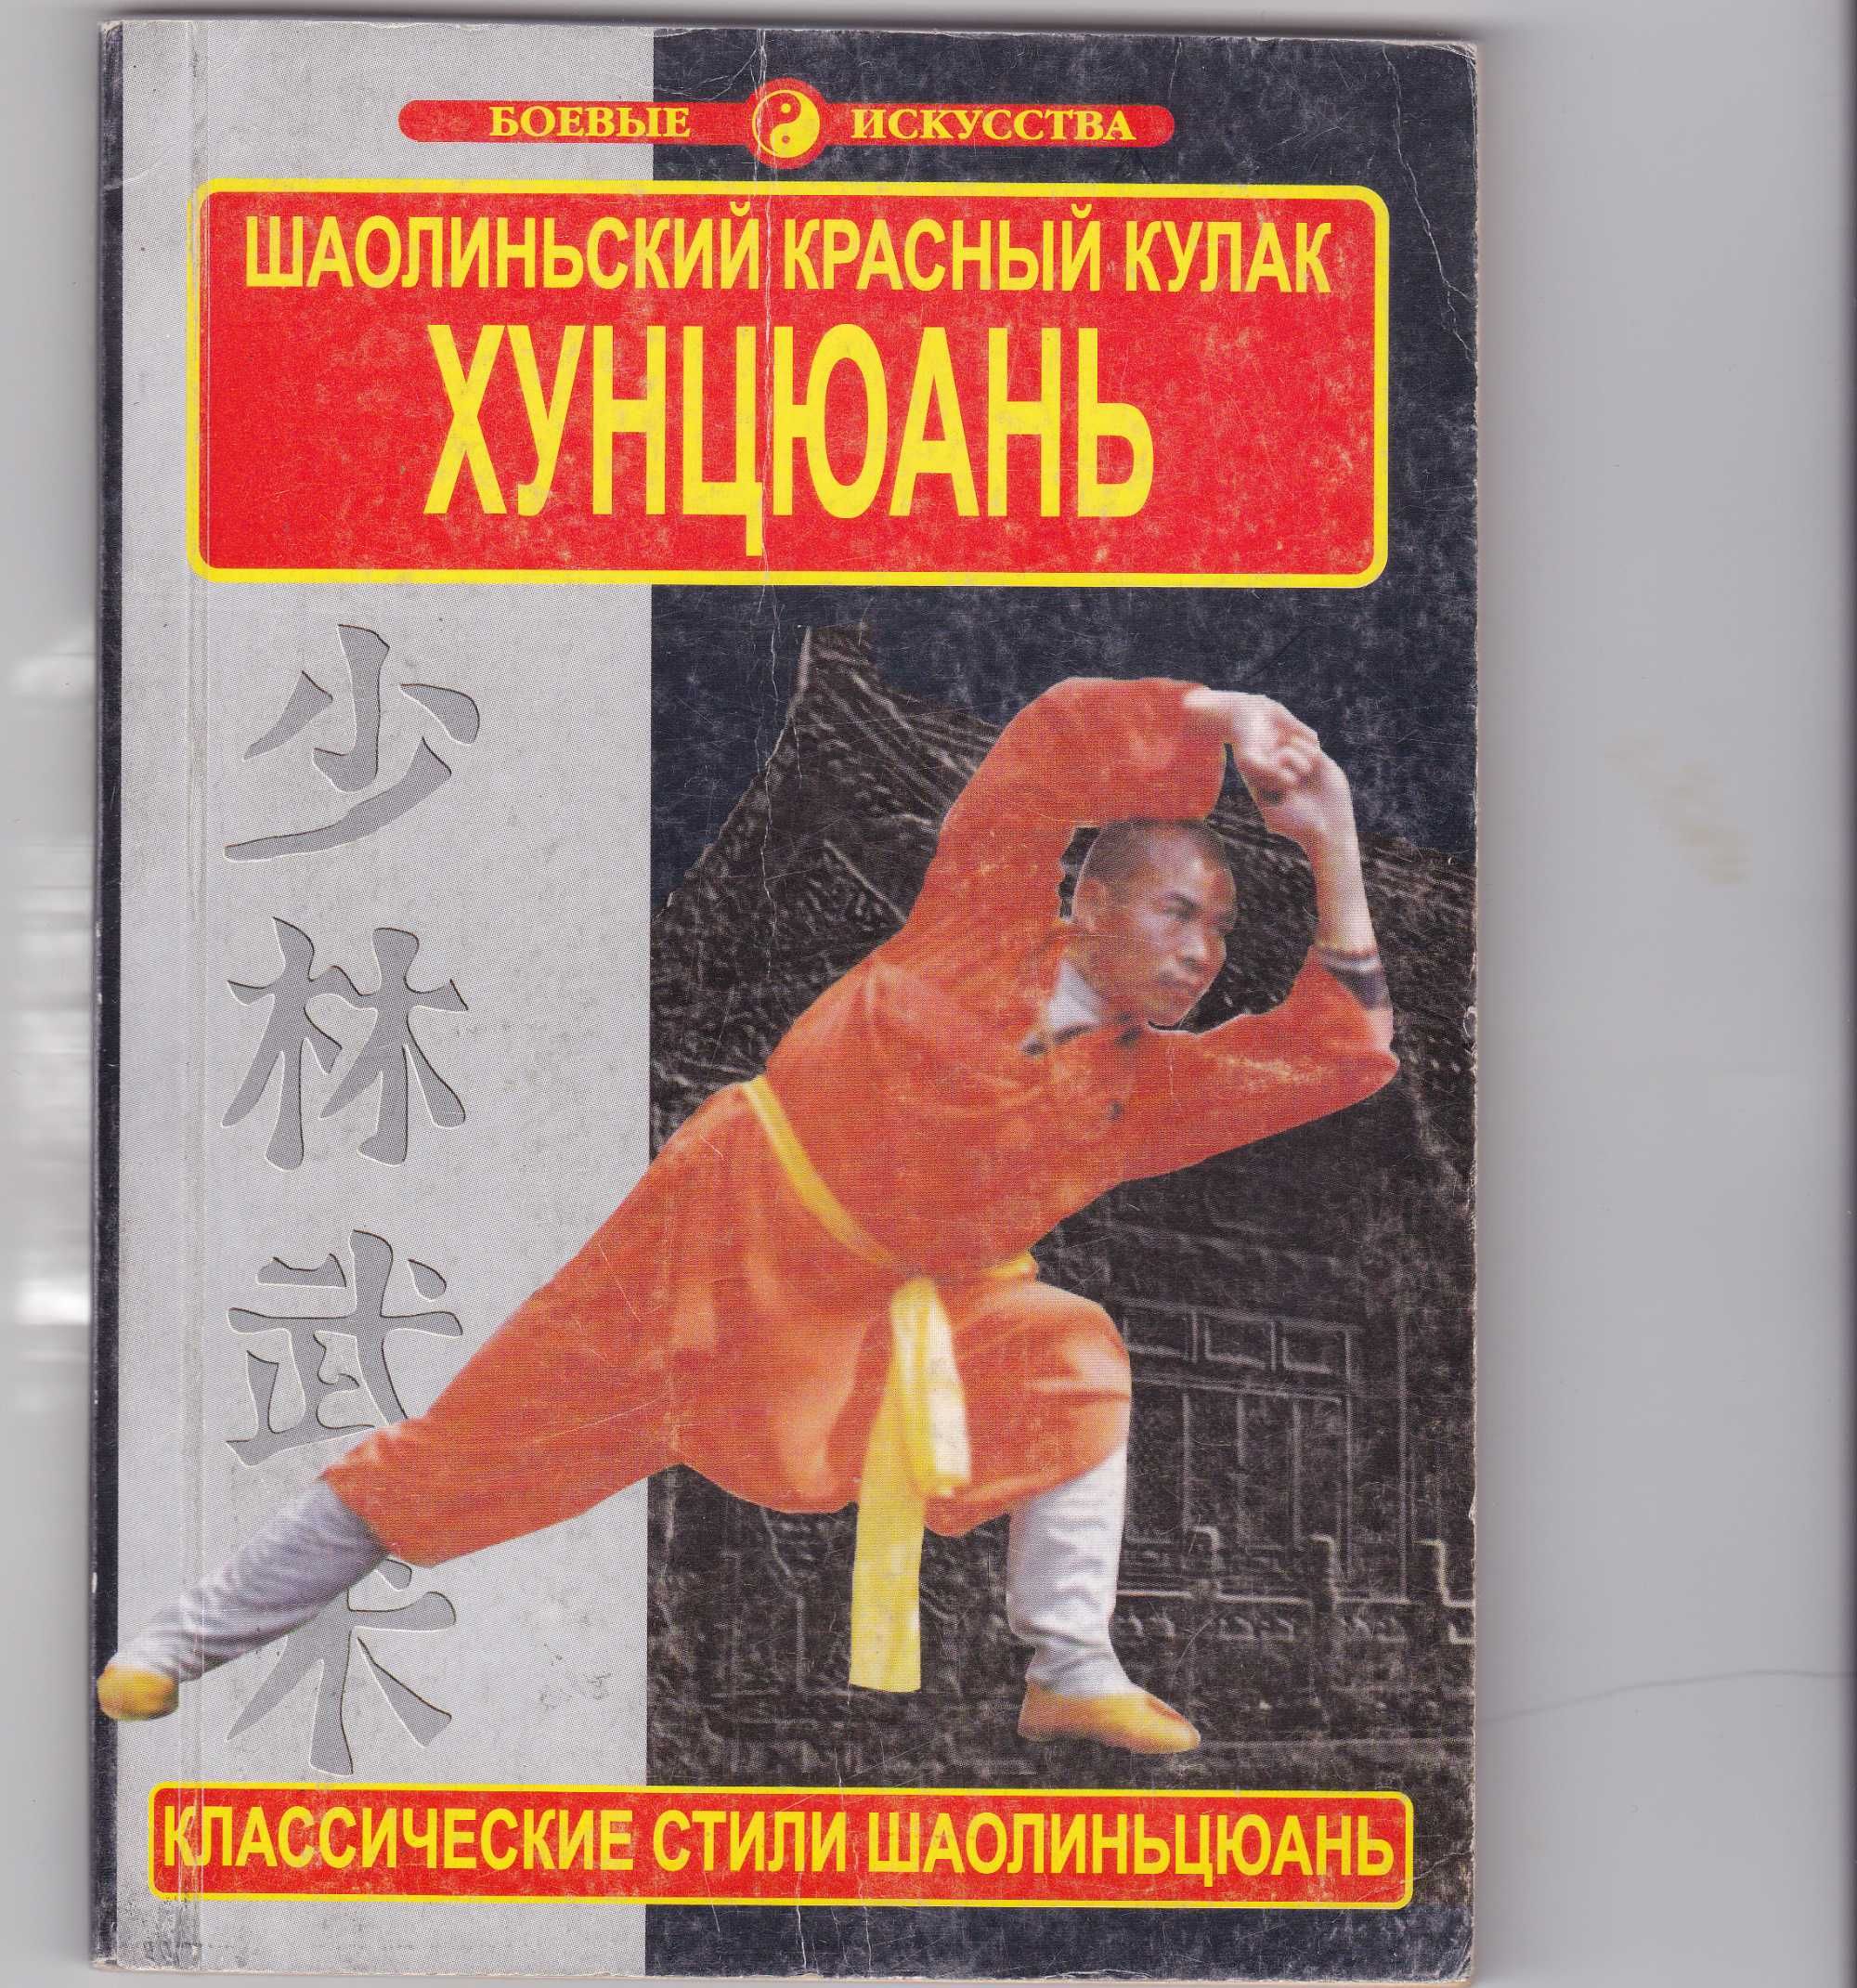 БОЕВЫЕ ИСКУССТВА
ШАОЛИНЬСКИЙ КРАСНЫЙ КУЛАК
ХУНЦЮАНЬ
少
林
武
术
КЛАССИЧЕСКИЕ СТИЛИ ШАОЛИНЬЦЮАНЬ